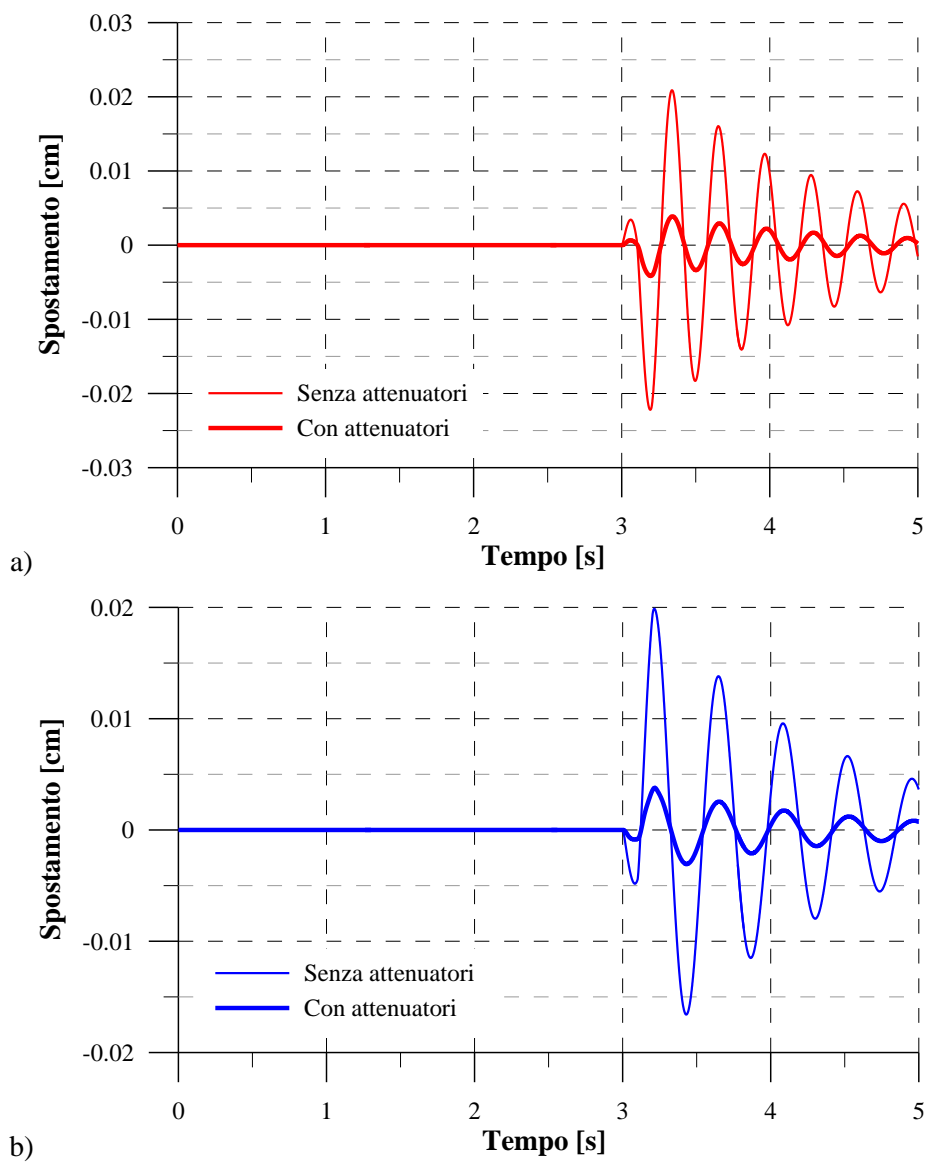 0.03
0.02
0.01
0
-0.01
-0.02
-0.03
Spostamento [cm]
Senza attenuatori
Con attenuatori
0 1 2 3 4 5
Tempo [s]
a)
0.02
0.01
0
-0.01
-0.02
Spostamento [cm]
Senza attenuatori
Con attenuatori
0 1 2 3 4 5
Tempo [s]
b)